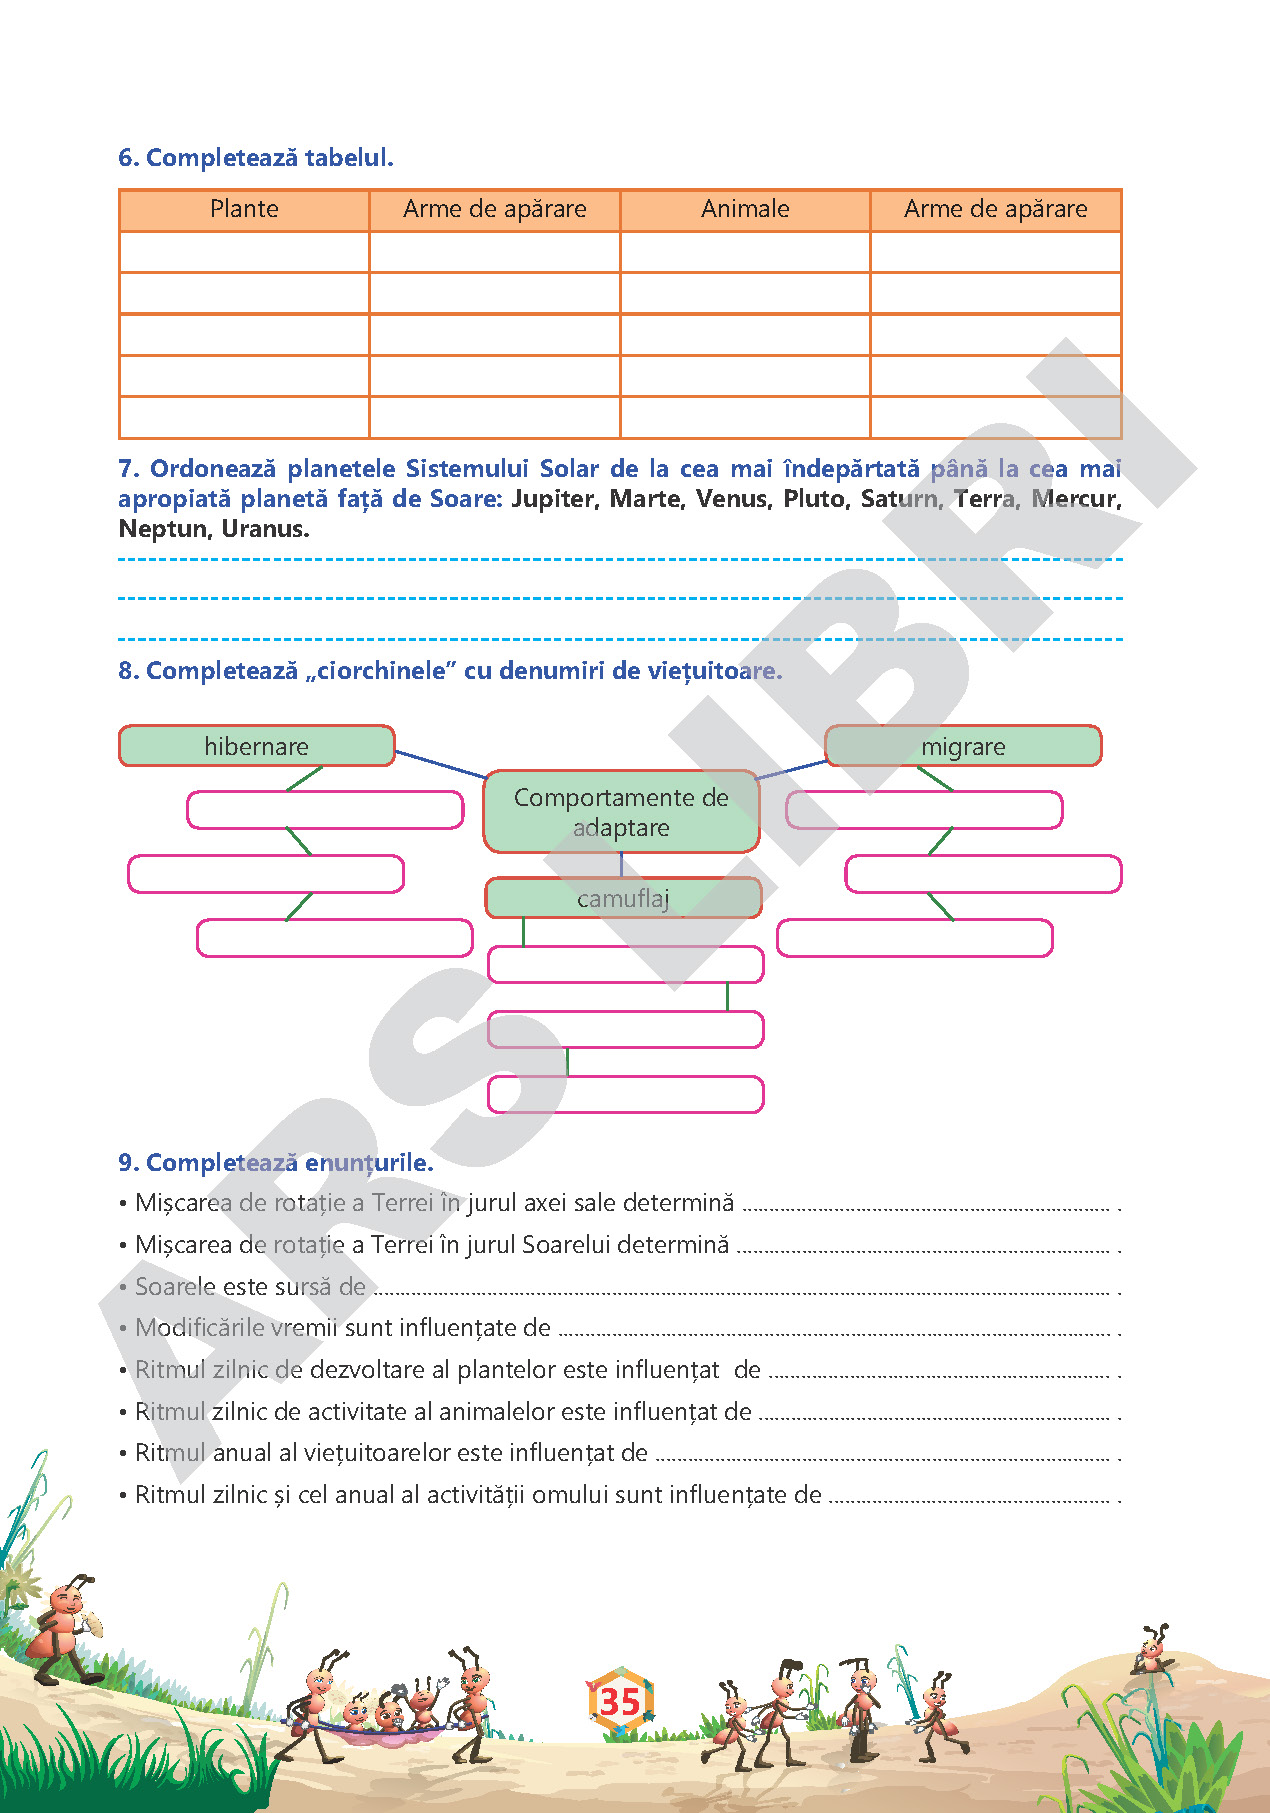 6. Completează tabelul.
Plante Arme de apărare Animale Arme de apărare
7. Ordonează planetele Sistemului Solar de la cea mai îndepărtată până la cea mai
apropiată planetă față de Soare: Jupiter, Marte, Venus, Pluto, Saturn, Terra, Mercur,
Neptun, Uranus.
8. Completează „ciorchinele” cu denumiri de viețuitoare.
hibernare
migrare
Comportamente de
adaptare
camuflaj
9. Completează enunțurile.
• Mișcarea de rotație a Terrei în jurul axei sale determină .................................................................... .
• Mișcarea de rotație a Terrei în jurul Soarelui determină ..................................................................... .
• Soarele este sursă de ........................................................................................................................................ .
• Modificările vremii sunt influențate de ...................................................................................................... .
• Ritmul zilnic de dezvoltare al plantelor este influențat  de ............................................................... .
• Ritmul zilnic de activitate al animalelor este influențat de ................................................................. .
• Ritmul anual al viețuitoarelor este influențat de .................................................................................... .
• Ritmul zilnic și cel anual al activității omului sunt influențate de .................................................... .
35
ARS LIBRI